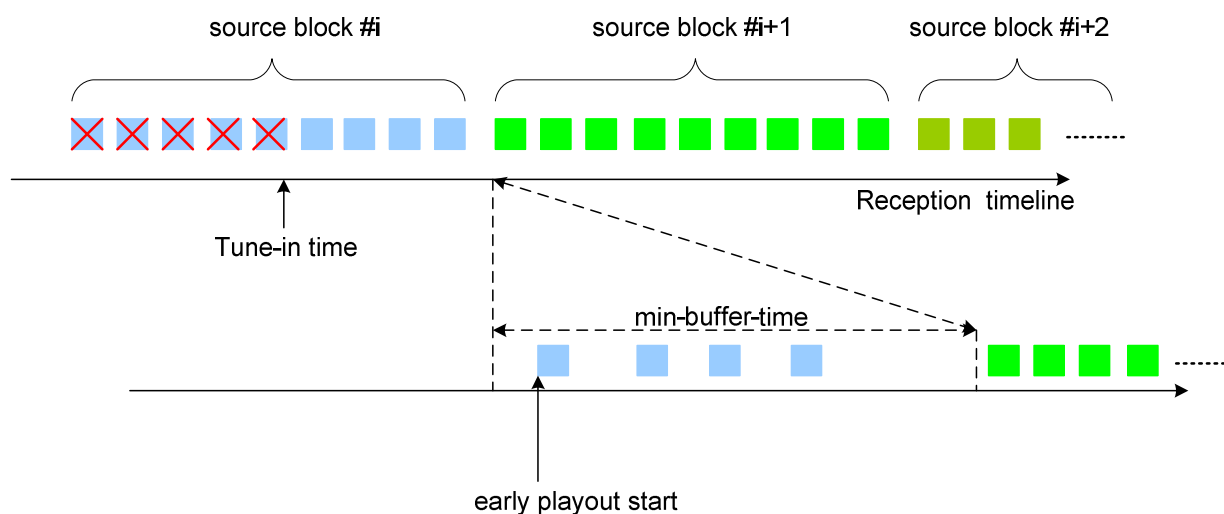 source block #i
source block #i+1
source block #i+2
Reception timeline
Tune-in time
min-buffer-time
early playout start